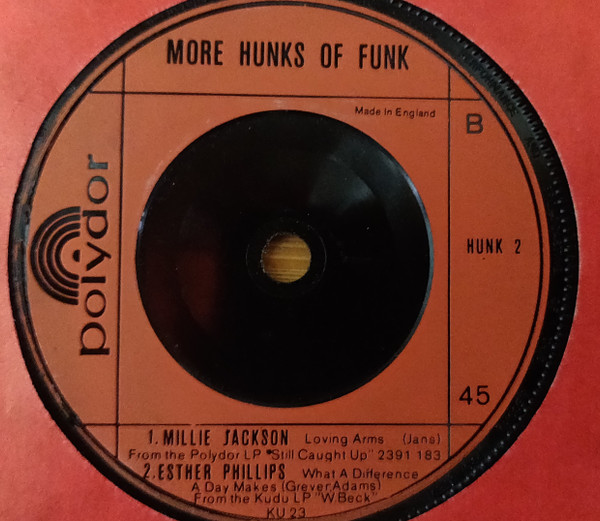 MORE HUNKS OF FUNK
Made In England
B
polydor
HUNK 2
45
1. MILLIE JACKSON Loving Arms (Jans)
From the Polydor LP "Still Caught Up" 2391 183
2. ESTHER PHILLIPS What A Difference
A Day Makes (Grever, Adams)
From the Kudu LP "W. Beck"
KU 23